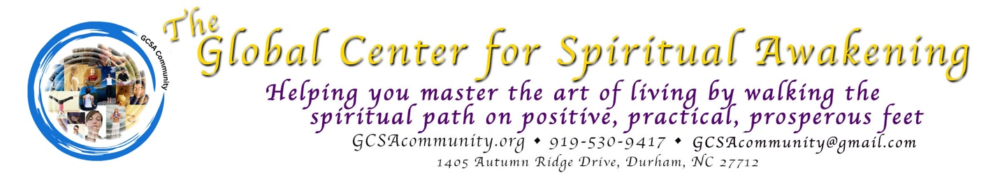 GCSA Community
The
Global Center for Spiritual Awakening
Helping you master the art of living by walking the
spiritual path on positive, practical, prosperous feet
GCSAcommunity.org • 919-530-9417 • GCSAcommunity@gmail.com
1405 Autumn Ridge Drive, Durham, NC 27712